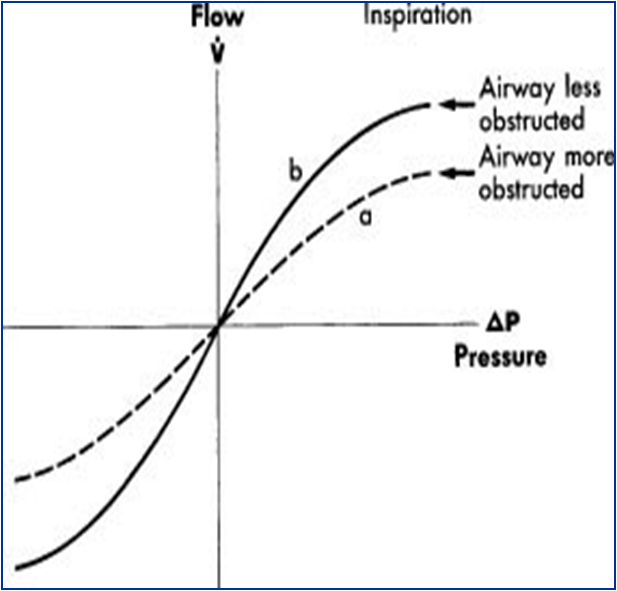 Flow
V̇
Inspiration
Airway less
obstructed
Airway more
obstructed
b
a
ΔP
Pressure